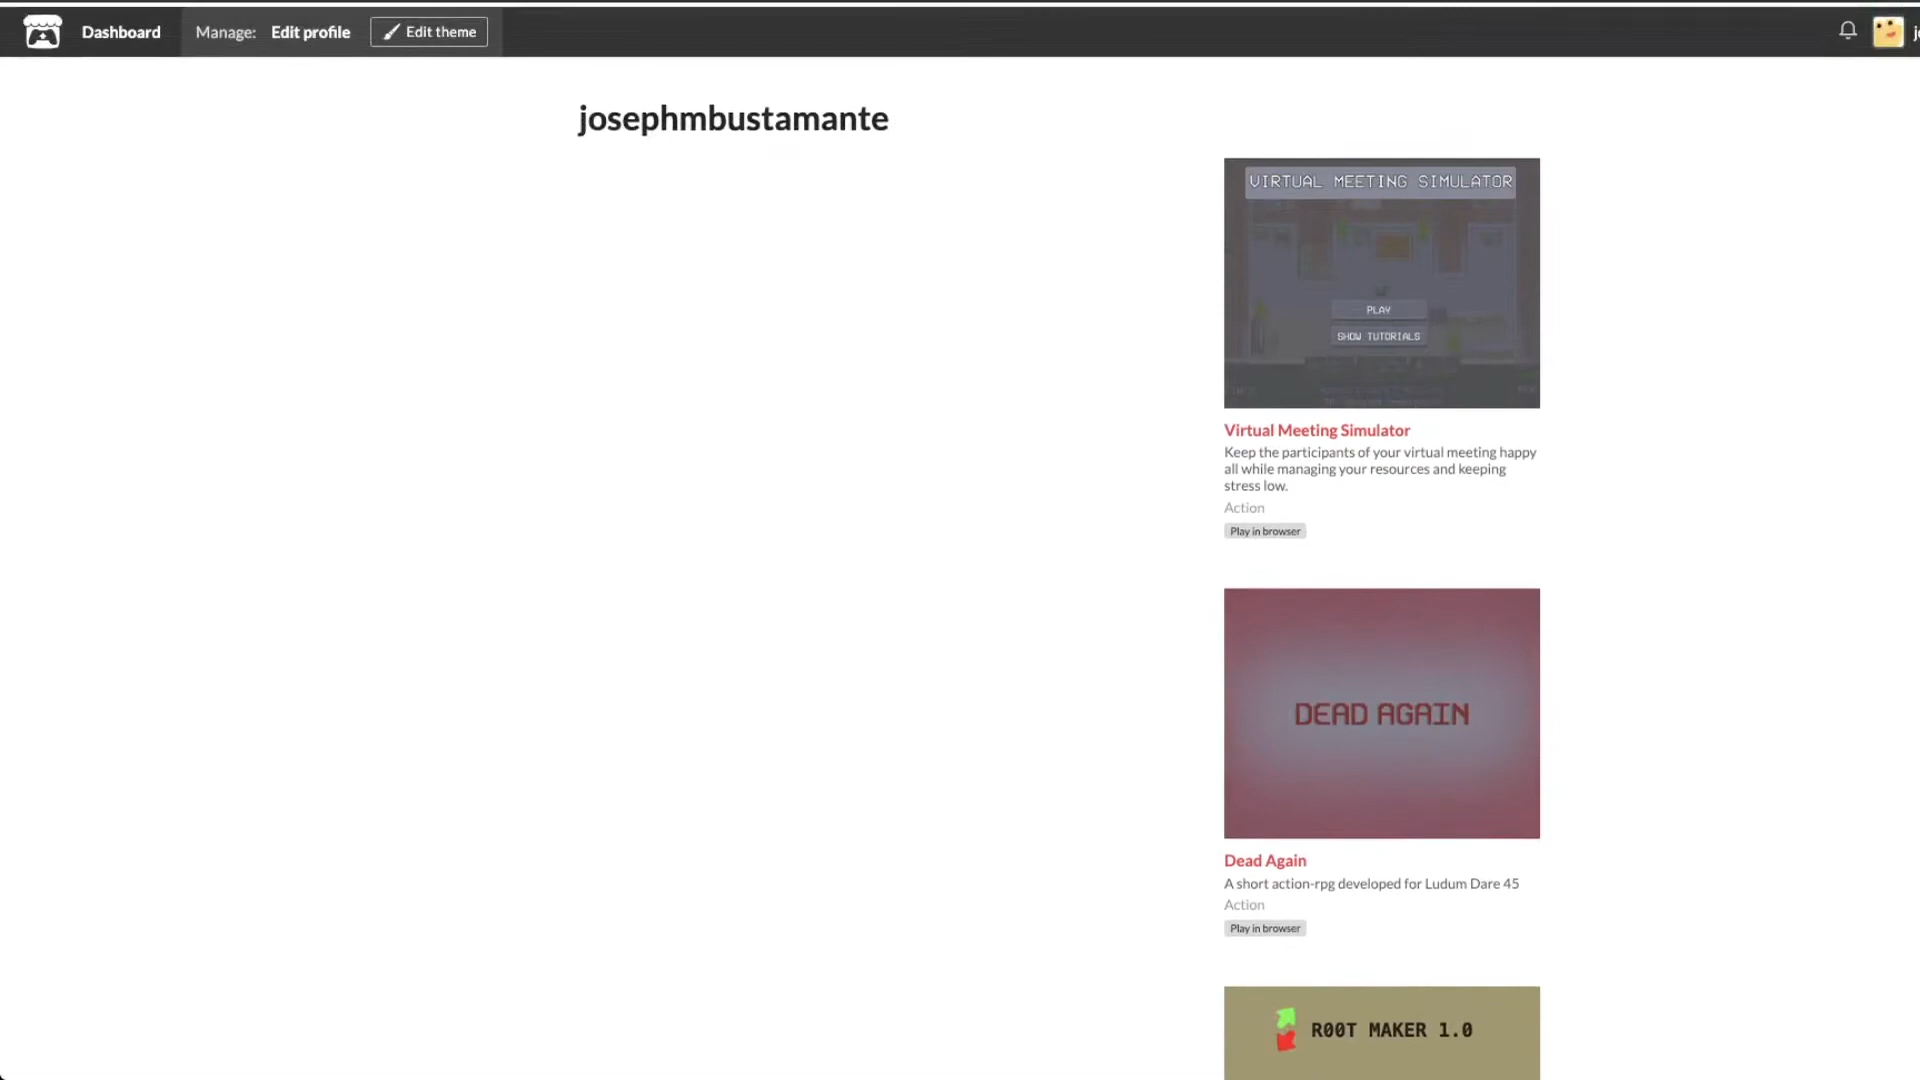 Dashboard
Manage: Edit profile Edit theme
josephmbustamante
VIRTUAL MEETING SIMULATOR
PLAY
SHOW TUTORIALS
Virtual Meeting Simulator
Keep the participants of your virtual meeting happy
all while managing your resources and keeping
stress low.
Action
Play in browser
DEAD AGAIN
Dead Again
A short action-rpg developed for Ludum Dare 45
Action
Play in browser
R00T MAKER 1.0